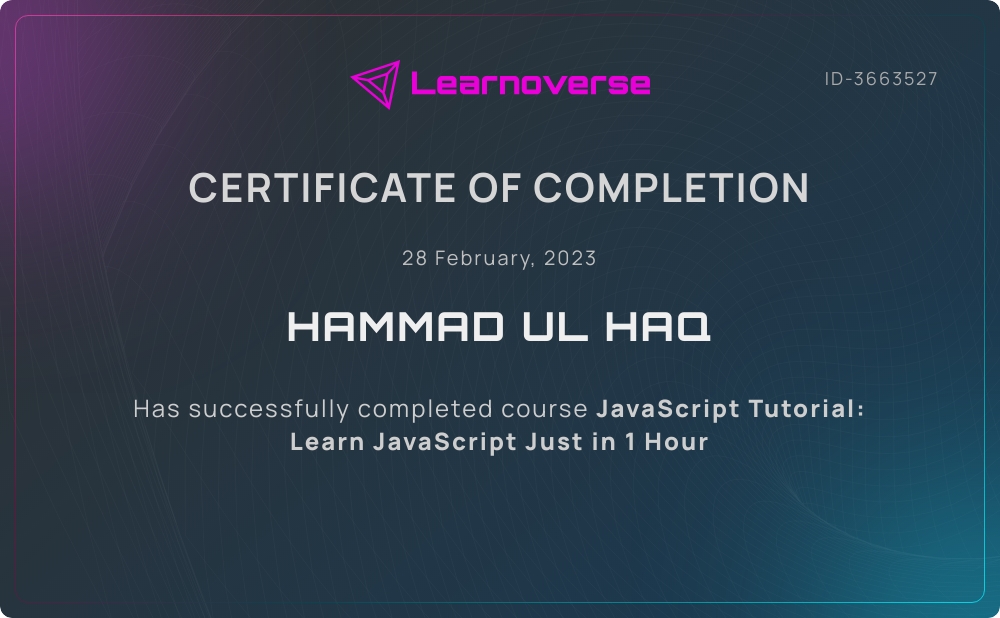 Learnoverse
ID-3663527
CERTIFICATE OF COMPLETION
28 February, 2023
HAMMAD UL HAQ
Has successfully completed course JavaScript Tutorial:
Learn JavaScript Just in 1 Hour